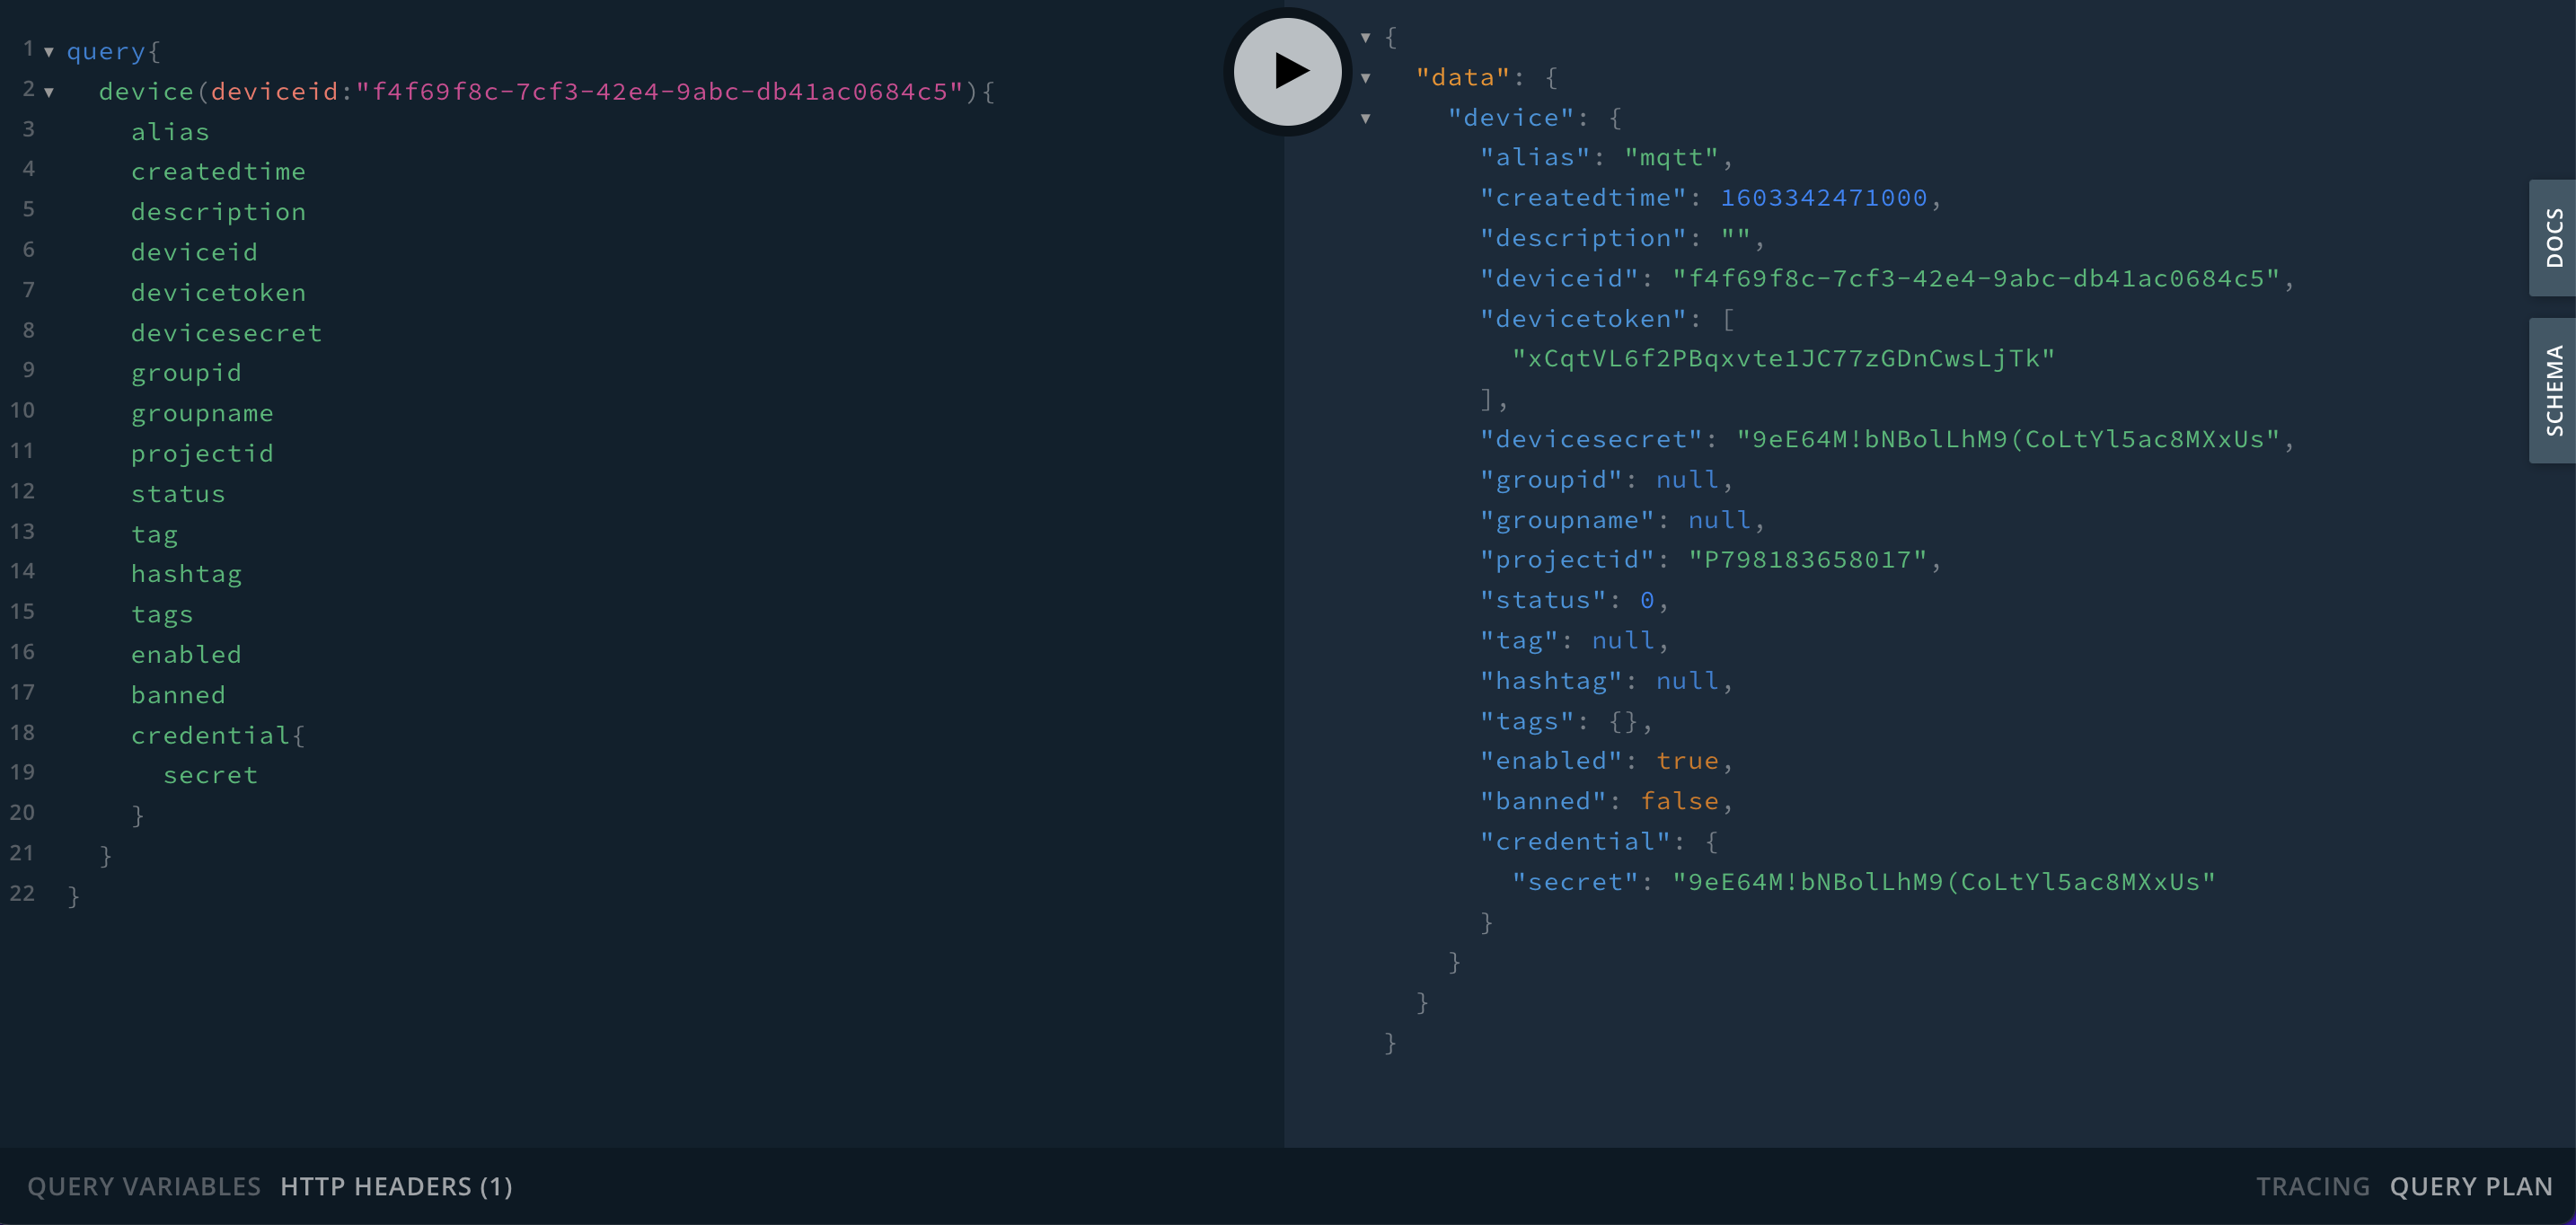 1 query{
2 device(deviceid:"f4f69f8c-7cf3-42e4-9abc-db41ac0684c5"){
3 alias
4 createdtime
5 description
6 deviceid
7 devicetoken
8 devicesecret
9 groupid
10 groupname
11 projectid
12 status
13 tag
14 hashtag
15 tags
16 enabled
17 banned
18 credential{
19 secret
20 }
21 }
22 }
{
"data": {
"device": {
"alias": "mqtt",
"createdtime": 1603342471000,
"description": "",
"deviceid": "f4f69f8c-7cf3-42e4-9abc-db41ac0684c5",
"devicetoken": [
"xCqtVL6f2PBqxvte1JC77zGDnCwsLjTk"
],
"devicesecret": "9eE64M!bNBolLhM9(CoLtYl5ac8MXxUs",
"groupid": null,
"groupname": null,
"projectid": "P798183658017",
"status": 0,
"tag": null,
"hashtag": null,
"tags": {},
"enabled": true,
"banned": false,
"credential": {
"secret": "9eE64M!bNBolLhM9(CoLtYl5ac8MXxUs"
}
}
}
}
DOCS
SCHEMA
QUERY VARIABLES HTTP HEADERS (1)
TRACING QUERY PLAN